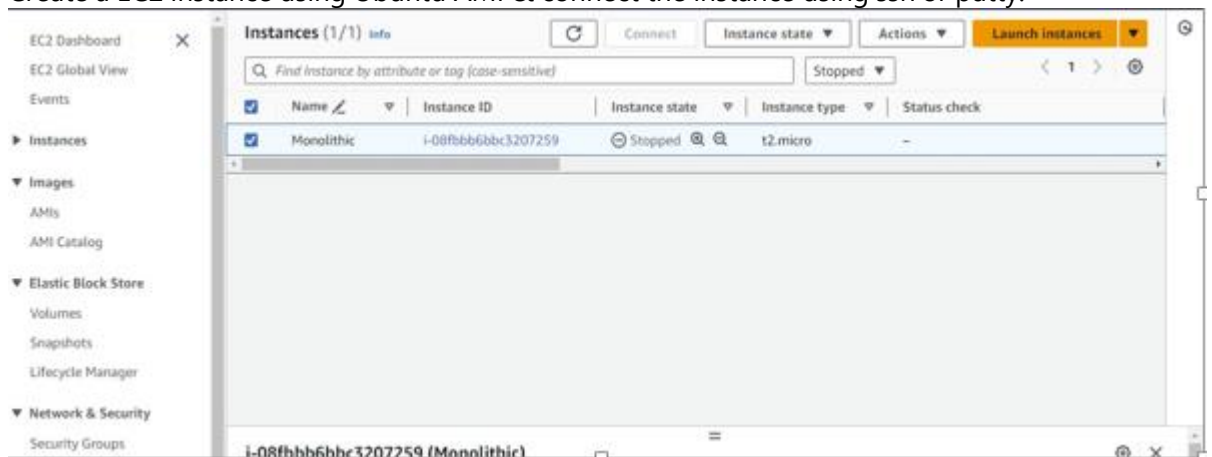 Create a EC2 instance using Ubuntu AMI & connect the instance using ssh or putty.
EC2 Dashboard
EC2 Global View
Events
Instances
Images
AMIs
AMI Catalog
Elastic Block Store
Volumes
Snapshots
Lifecycle Manager
Network & Security
Security Groups
Instances (1/1) Info
Connect
Instance state
Actions
Launch instances
Find Instance by attribute or tag (case-sensitive)
Stopped
1
Name Instance ID Instance state Instance type Status check
Monolithic i-08fbbb6bbc3207259 Stopped t2.micro –
i-08fbbb6bbc3207259 (Monolithic)